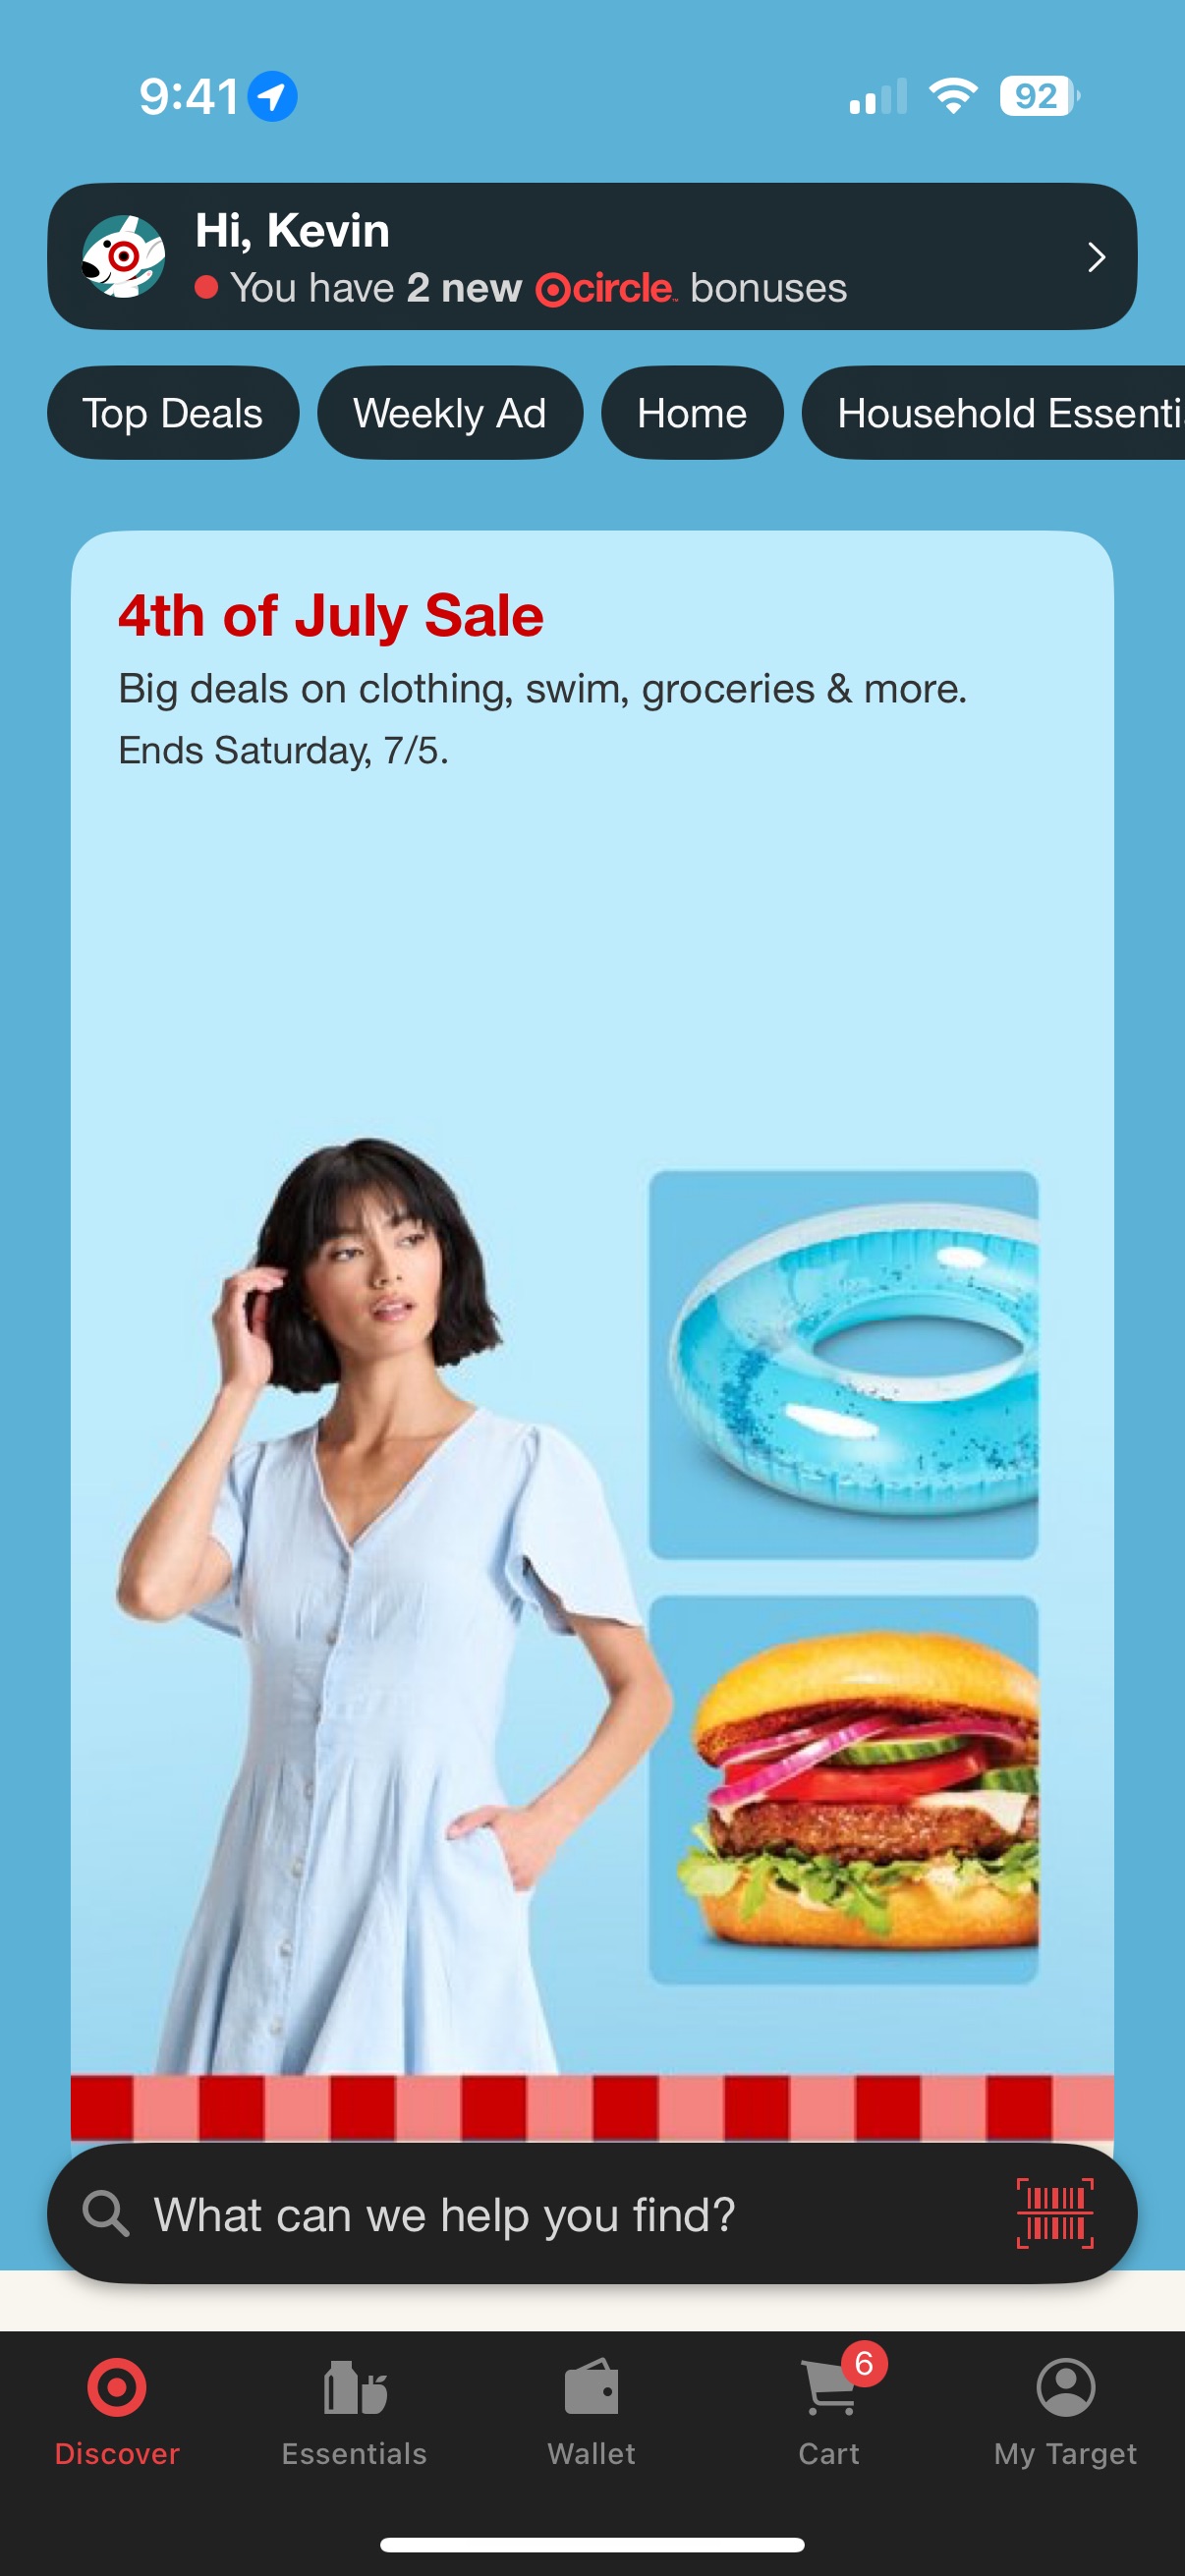 9:41
92
Hi, Kevin
You have 2 new circle™ bonuses
Top Deals
Weekly Ad
Home
Household Essenti
4th of July Sale
Big deals on clothing, swim, groceries & more.
Ends Saturday, 7/5.
What can we help you find?
6
Discover
Essentials
Wallet
Cart
My Target